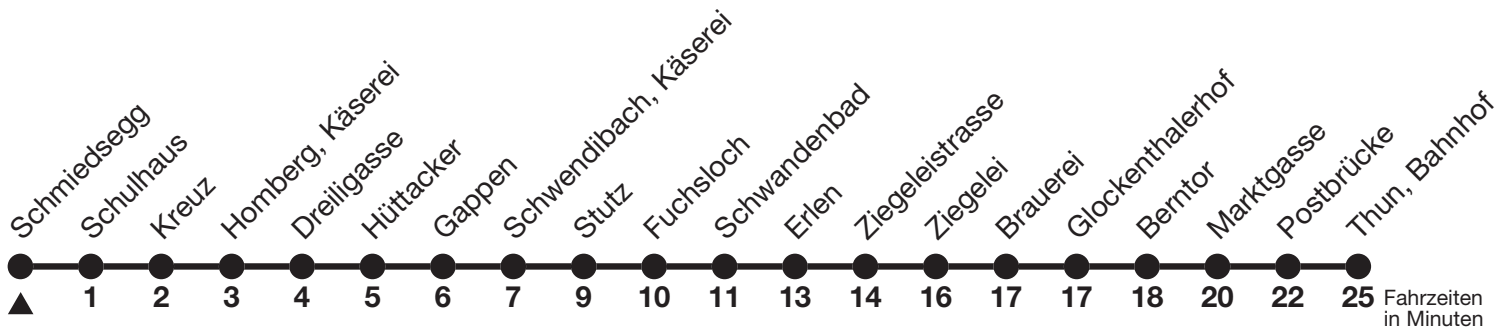 Schmiedsegg
Schulhaus
Kreuz
Homberg, Käserei
Dreiligasse
Hüttacker
Gappen
Schwendibach, Käserei
Stutz
Fuchsloch
Schwandenbad
Erlen
Ziegeleistrasse
Ziegelei
Brauerei
Glockenthalerhof
Berntor
Marktgasse
Postbrücke
Thun, Bahnhof
1 2 3 4 5 6 7 9 10 11 13 14 16 17 17 18 20 22 25 Fahrzeiten
in Minuten